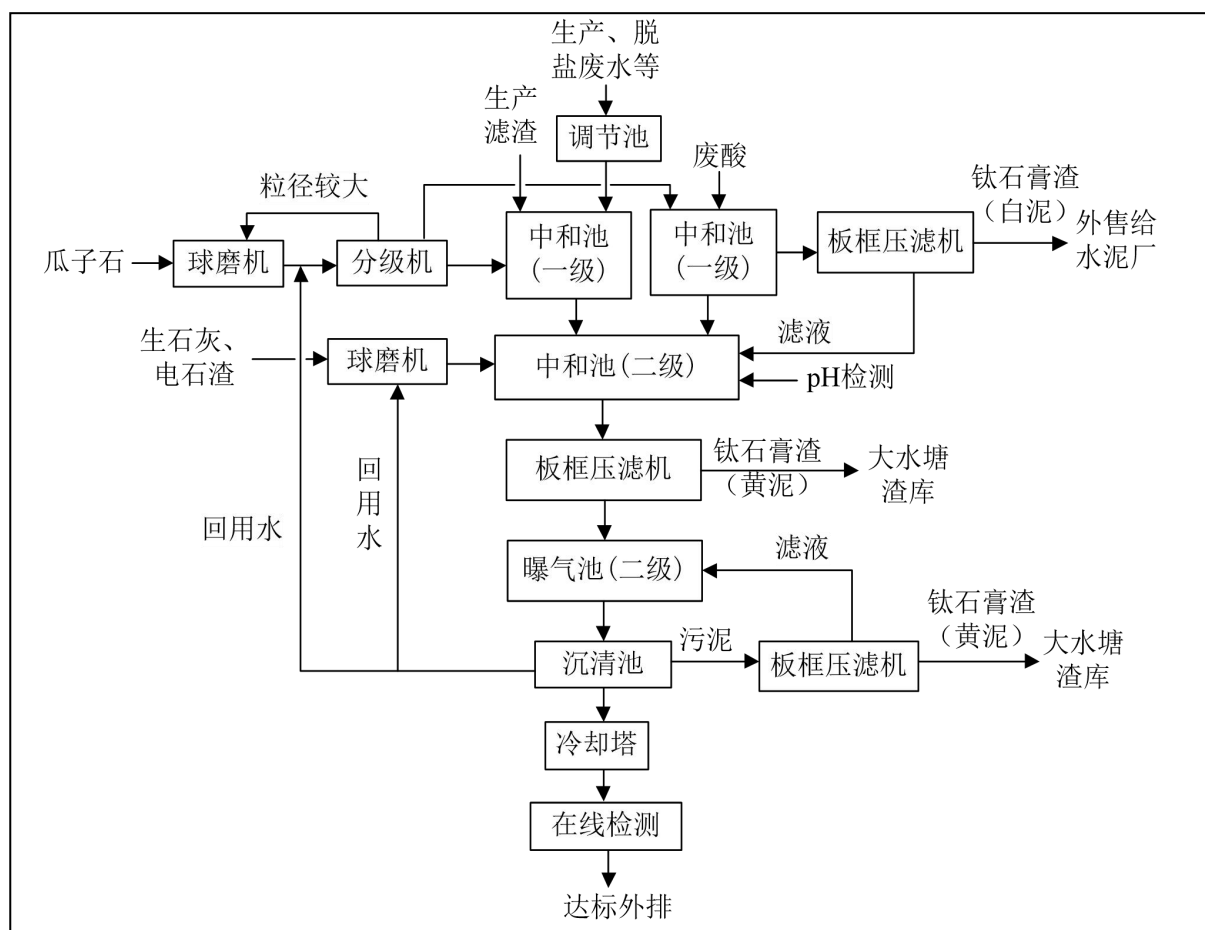 生产、脱
盐废水等
生产
滤渣
调节池
废酸
粒径较大
钛石膏渣
（白泥）
瓜子石
球磨机
分级机
中和池
(一级)
中和池
(一级)
板框压滤机
外售给
水泥厂
生石灰、
电石渣
球磨机
中和池(二级)
滤液
pH检测
回用水
回用水
板框压滤机
钛石膏渣
（黄泥）
大水塘
渣库
曝气池(二级)
滤液
钛石膏渣
（黄泥）
沉清池
污泥
板框压滤机
大水塘
渣库
冷却塔
在线检测
达标外排